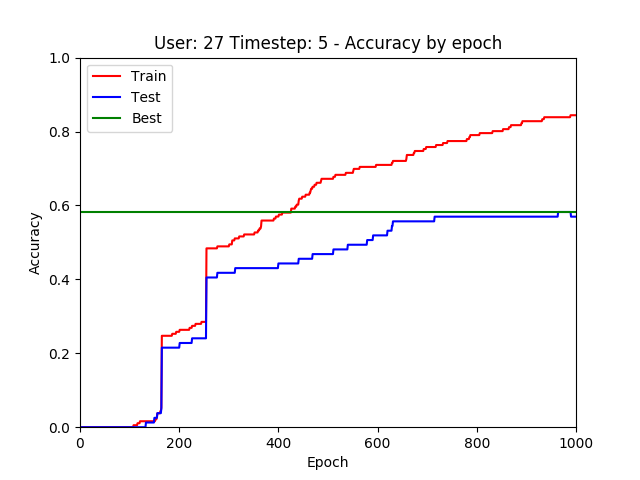 User: 27 Timestep: 5 - Accuracy by epoch
1.0
Train
Test
Best
0.8
0.6
Accuracy
0.4
0.2
0.0
0 200 400 600 800 1000
Epoch